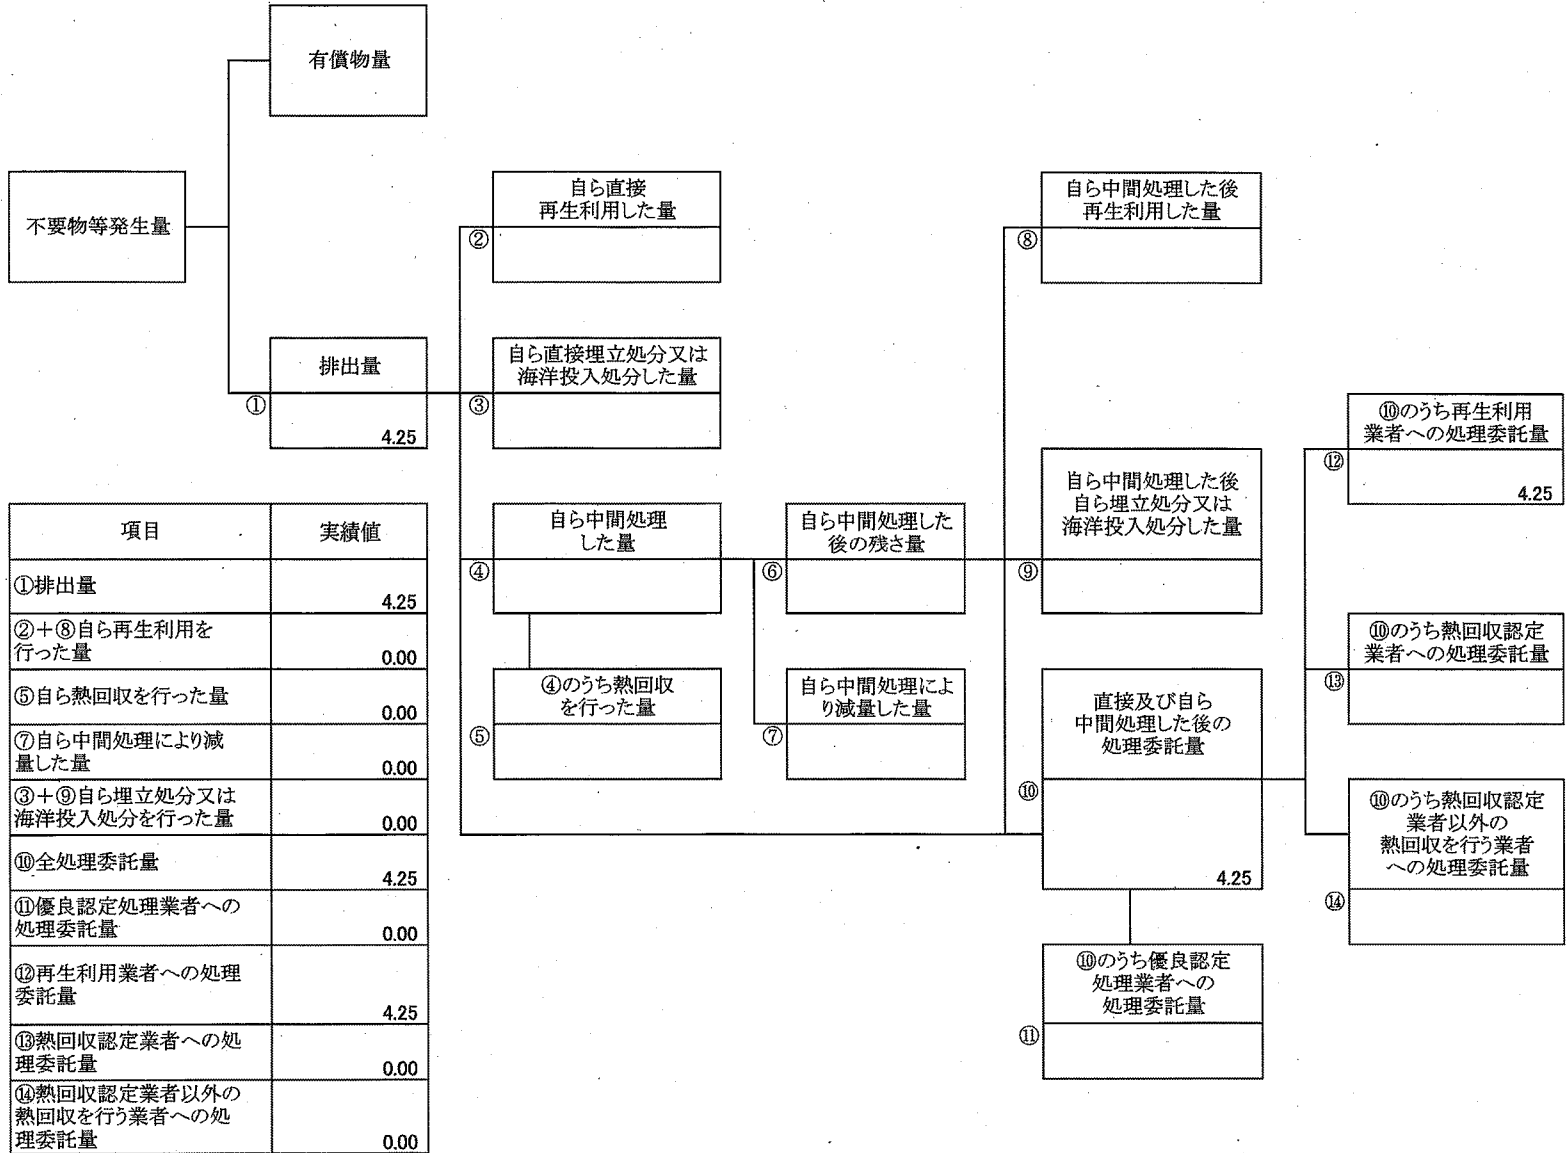 有償物量
不要物等発生量
自ら直接
再生利用した量
②
自ら中間処理した後
再生利用した量
⑧
排出量
①
4.25
自ら直接埋立処分又は
海洋投入処分した量
③
⑩のうち再生利用
業者への処理委託量
⑫
4.25
自ら中間処理した後
自ら埋立処分又は
海洋投入処分した量
⑨
自ら中間処理
した量
④
自ら中間処理した
後の残さ量
⑥
⑩のうち熱回収認定
業者への処理委託量
⑬
④のうち熱回収
を行った量
⑤
自ら中間処理によ
り減量した量
⑦
直接及び自ら
中間処理した後の
処理委託量
⑩
4.25
⑩のうち熱回収認定
業者以外の
熱回収を行う業者
への処理委託量
⑭
⑩のうち優良認定
処理業者への
処理委託量
⑪
項目 実績値
①排出量
4.25
②+⑧自ら再生利用を
行った量
0.00
⑤自ら熱回収を行った量
0.00
⑦自ら中間処理により減
量した量
0.00
③+⑨自ら埋立処分又は
海洋投入処分を行った量
0.00
⑩全処理委託量
4.25
⑪優良認定処理業者への
処理委託量
0.00
⑫再生利用業者への処理
委託量
4.25
⑬熱回収認定業者への処
理委託量
0.00
⑭熱回収認定業者以外の
熱回収を行う業者への処
理委託量
0.00